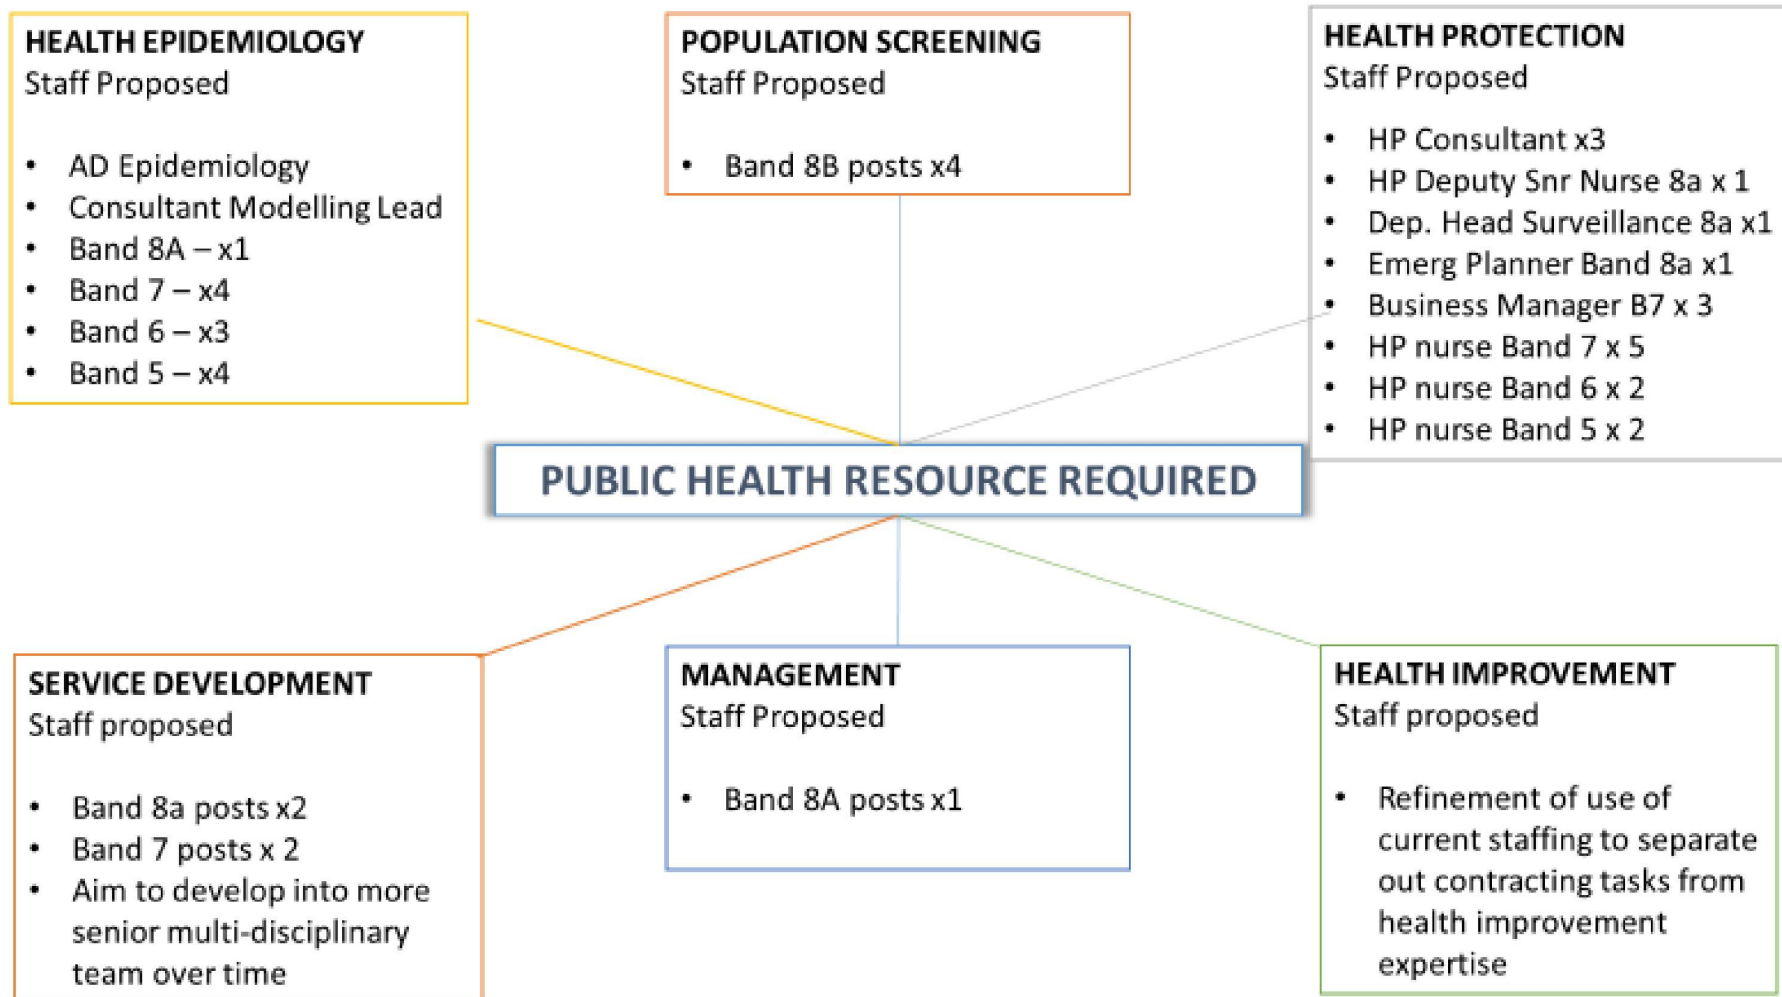 HEALTH EPIDEMIOLOGY
Staff Proposed
• AD Epidemiology
• Consultant Modelling Lead
• Band 8A – x1
• Band 7 – x4
• Band 6 – x3
• Band 5 – x4
POPULATION SCREENING
Staff Proposed
• Band 8B posts x4
HEALTH PROTECTION
Staff Proposed
• HP Consultant x3
• HP Deputy Snr Nurse 8a x 1
• Dep. Head Surveillance 8a x1
• Emerg Planner Band 8a x1
• Business Manager B7 x 3
• HP nurse Band 7 x 5
• HP nurse Band 6 x 2
• HP nurse Band 5 x 2
PUBLIC HEALTH RESOURCE REQUIRED
SERVICE DEVELOPMENT
Staff proposed
• Band 8a posts x2
• Band 7 posts x 2
• Aim to develop into more
senior multi-disciplinary
team over time
MANAGEMENT
Staff Proposed
• Band 8A posts x1
HEALTH IMPROVEMENT
Staff proposed
• Refinement of use of
current staffing to separate
out contracting tasks from
health improvement
expertise